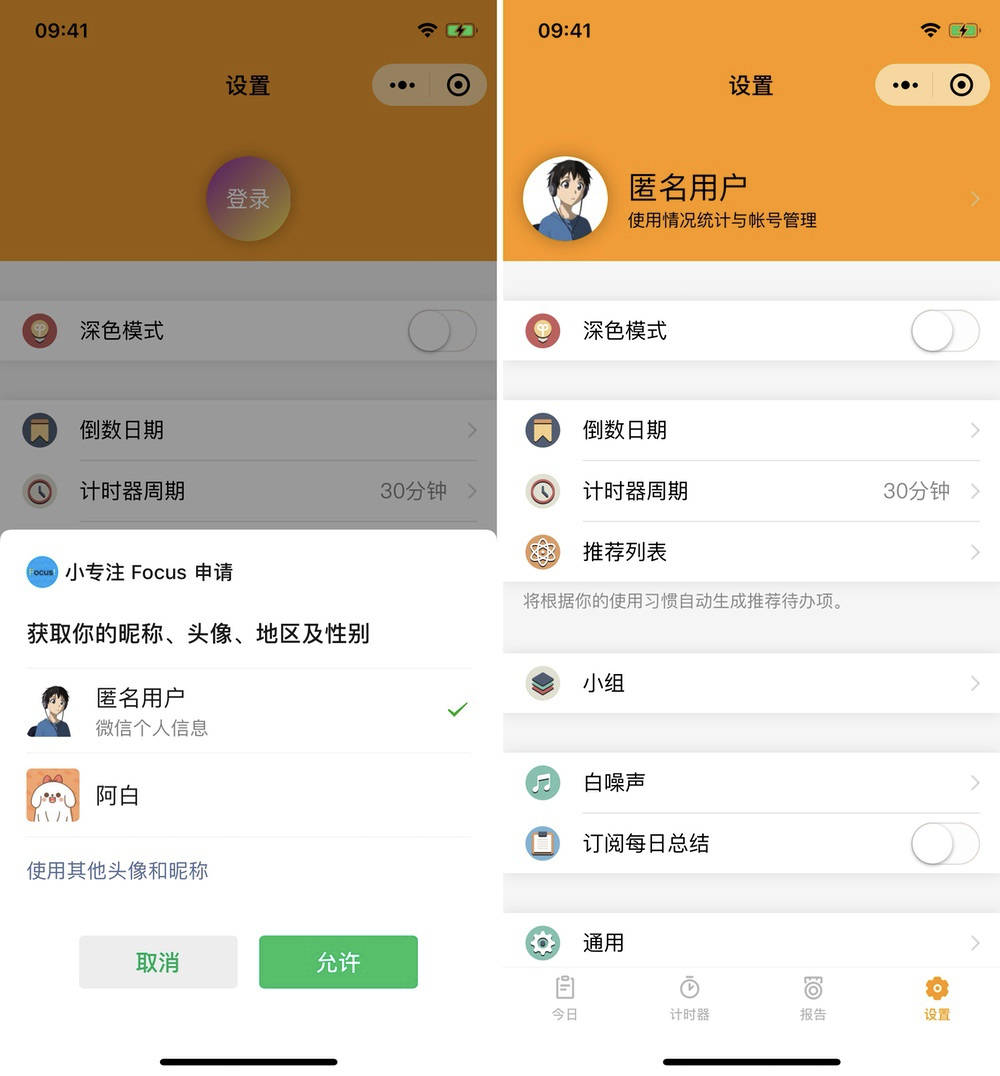 09:41
设置
登录
深色模式
倒数日期
计时器周期 30分钟
Focus 小专注 Focus 申请
获取你的昵称、头像、地区及性别
匿名用户
微信个人信息
阿白
使用其他头像和昵称
取消 允许
09:41
设置
匿名用户
使用情况统计与帐号管理
深色模式
倒数日期
计时器周期 30分钟
推荐列表
将根据你的使用习惯自动生成推荐待办项。
小组
白噪声
订阅每日总结
通用
今日 计时器 报告 设置